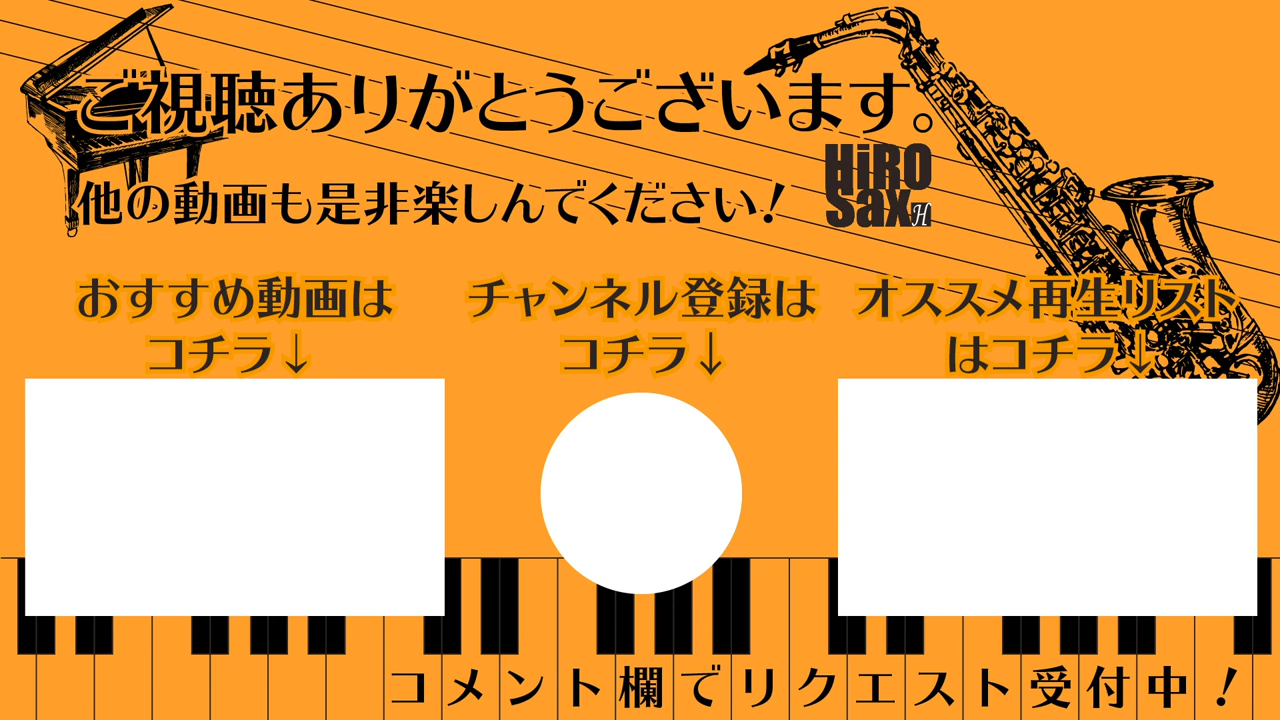 ご視聴ありがとうございます。
他の動画も是非楽しんでください！
HiRO
sax H
おすすめ動画は
コチラ↓
チャンネル登録は
コチラ↓
オススメ再生リスト
はコチラ↓
コメント欄でリクエスト受付中！